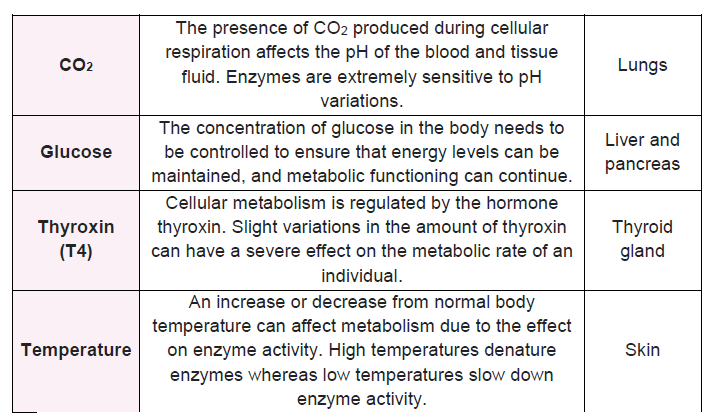 CO2
The presence of CO2 produced during cellular
respiration affects the pH of the blood and tissue
fluid. Enzymes are extremely sensitive to pH
variations.
Lungs
Glucose
The concentration of glucose in the body needs to
be controlled to ensure that energy levels can be
maintained, and metabolic functioning can continue.
Liver and
pancreas
Thyroxin
(T4)
Cellular metabolism is regulated by the hormone
thyroxin. Slight variations in the amount of thyroxin
can have a severe effect on the metabolic rate of an
individual.
Thyroid
gland
Temperature
An increase or decrease from normal body
temperature can affect metabolism due to the effect
on enzyme activity. High temperatures denature
enzymes whereas low temperatures slow down
enzyme activity.
Skin